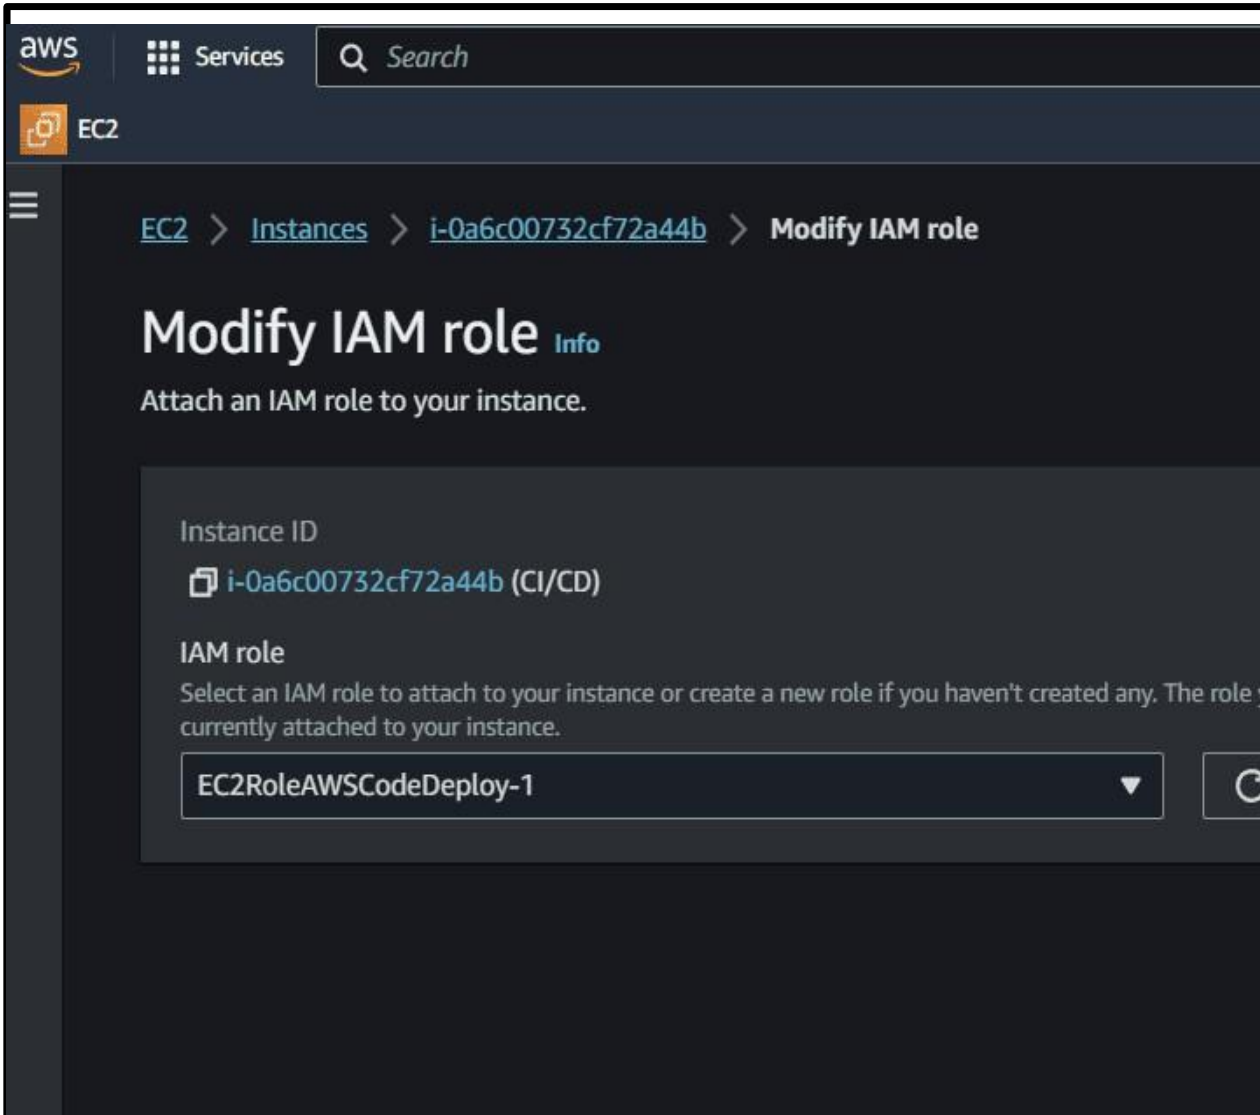 aws Services Search
EC2
EC2 > Instances > i-0a6c00732cf72a44b > Modify IAM role
Modify IAM role Info
Attach an IAM role to your instance.
Instance ID
i-0a6c00732cf72a44b (CI/CD)
IAM role
Select an IAM role to attach to your instance or create a new role if you haven't created any. The role
currently attached to your instance.
EC2RoleAWSCodeDeploy-1